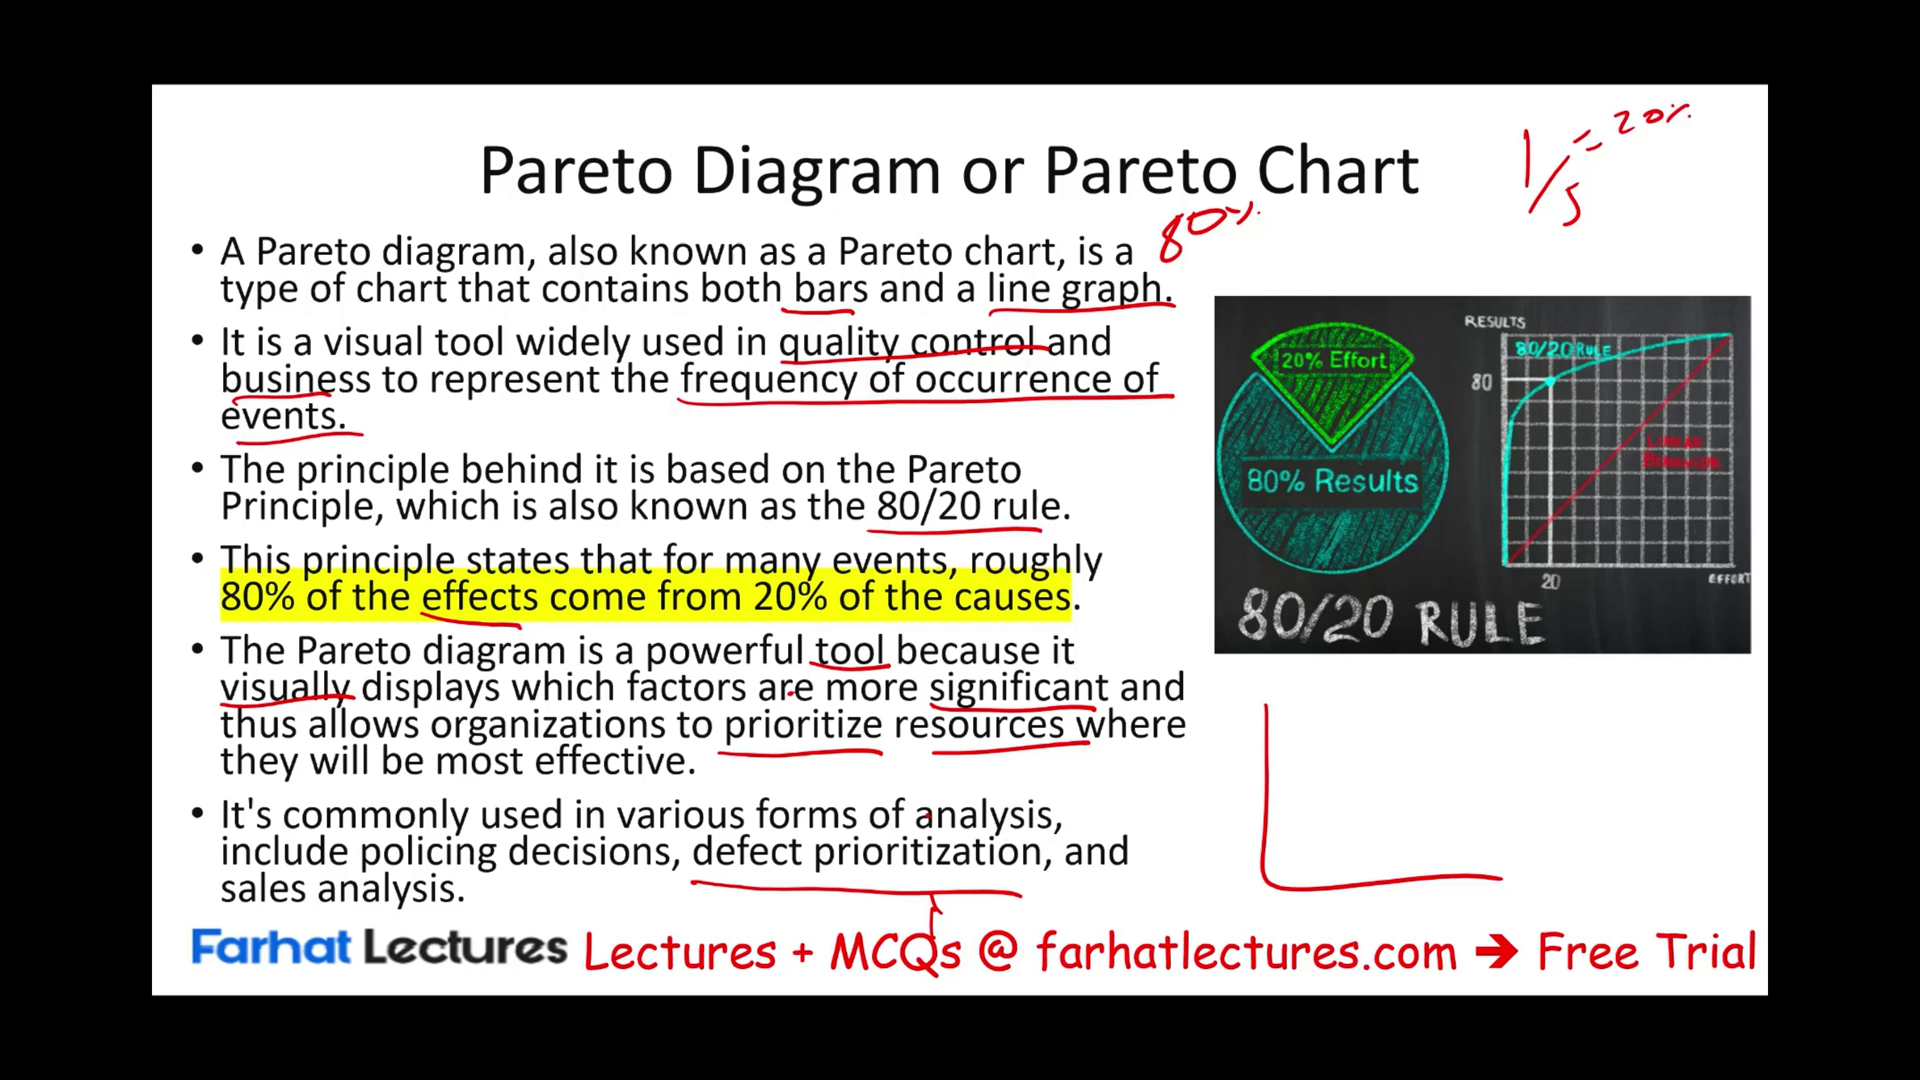 Pareto Diagram or Pareto Chart
1/5 = 20%
80%
• A Pareto diagram, also known as a Pareto chart, is a
type of chart that contains both bars and a line graph.
• It is a visual tool widely used in quality control and
business to represent the frequency of occurrence of
events.
• The principle behind it is based on the Pareto
Principle, which is also known as the 80/20 rule.
• This principle states that for many events, roughly
80% of the effects come from 20% of the causes.
• The Pareto diagram is a powerful tool because it
visually displays which factors are more significant and
thus allows organizations to prioritize resources where
they will be most effective.
• It's commonly used in various forms of analysis,
include policing decisions, defect prioritization, and
sales analysis.
20% Effort
80% Results
RESULTS
80/20 RULE
80
LINEAR
20
EFFORT
80/20 RULE
Farhat Lectures Lectures + MCQs @ farhatlectures.com → Free Trial